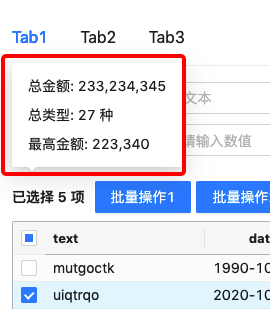 Tab1 Tab2 Tab3
总金额: 233,234,345
总类型: 27 种
最高金额: 223,340
文本
请输入数值
已选择 5 项 批量操作1 批量操作2
text dat
mutgoctk 1990-10
uiqtrqo 2020-10